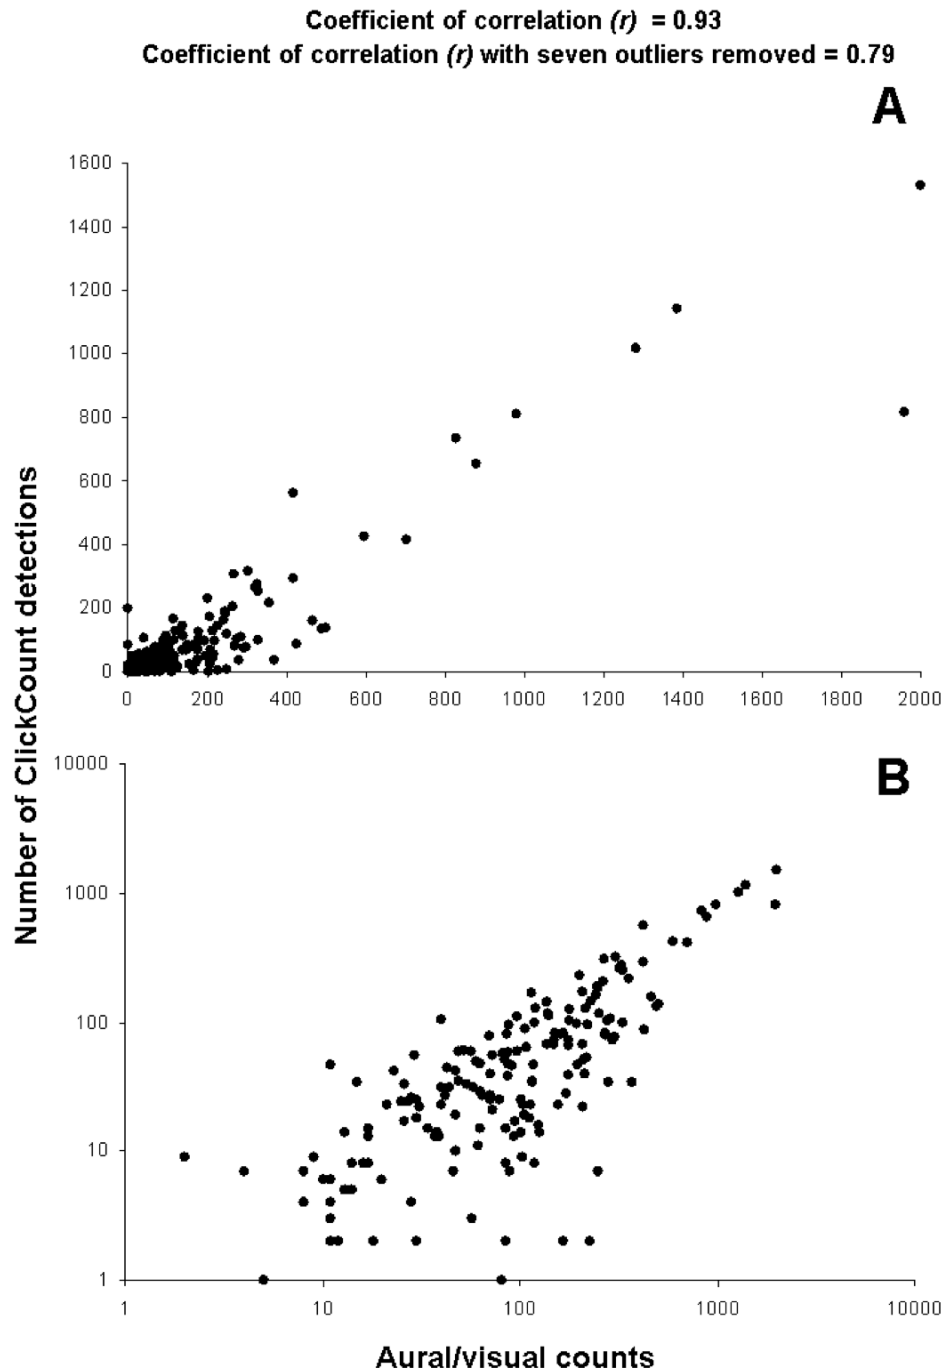 Coefficient of correlation (r) = 0.93
Coefficient of correlation (r) with seven outliers removed = 0.79
A
1600
1400
1200
1000
800
600
400
200
0
0 200 400 600 800 1000 1200 1400 1600 1800 2000
Number of ClickCount detections
B
10000
1000
100
10
1
1 10 100 1000 10000
Aural/visual counts